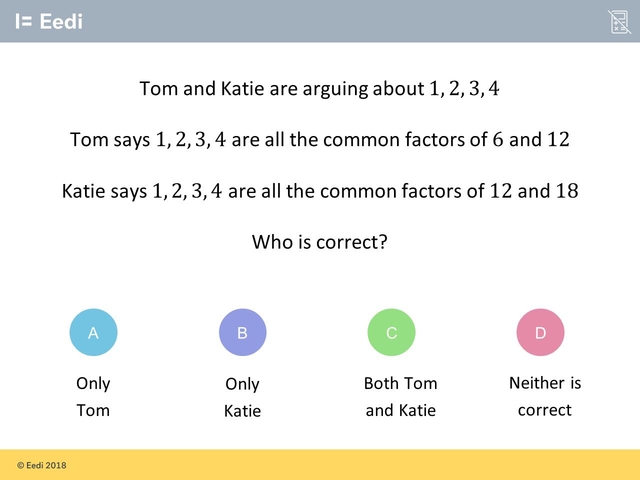 I= Eedi
Tom and Katie are arguing about 1, 2, 3, 4
Tom says 1, 2, 3, 4 are all the common factors of 6 and 12
Katie says 1, 2, 3, 4 are all the common factors of 12 and 18
Who is correct?
A
B
C
D
Only
Tom
Only
Katie
Both Tom
and Katie
Neither is
correct
© Eedi 2018